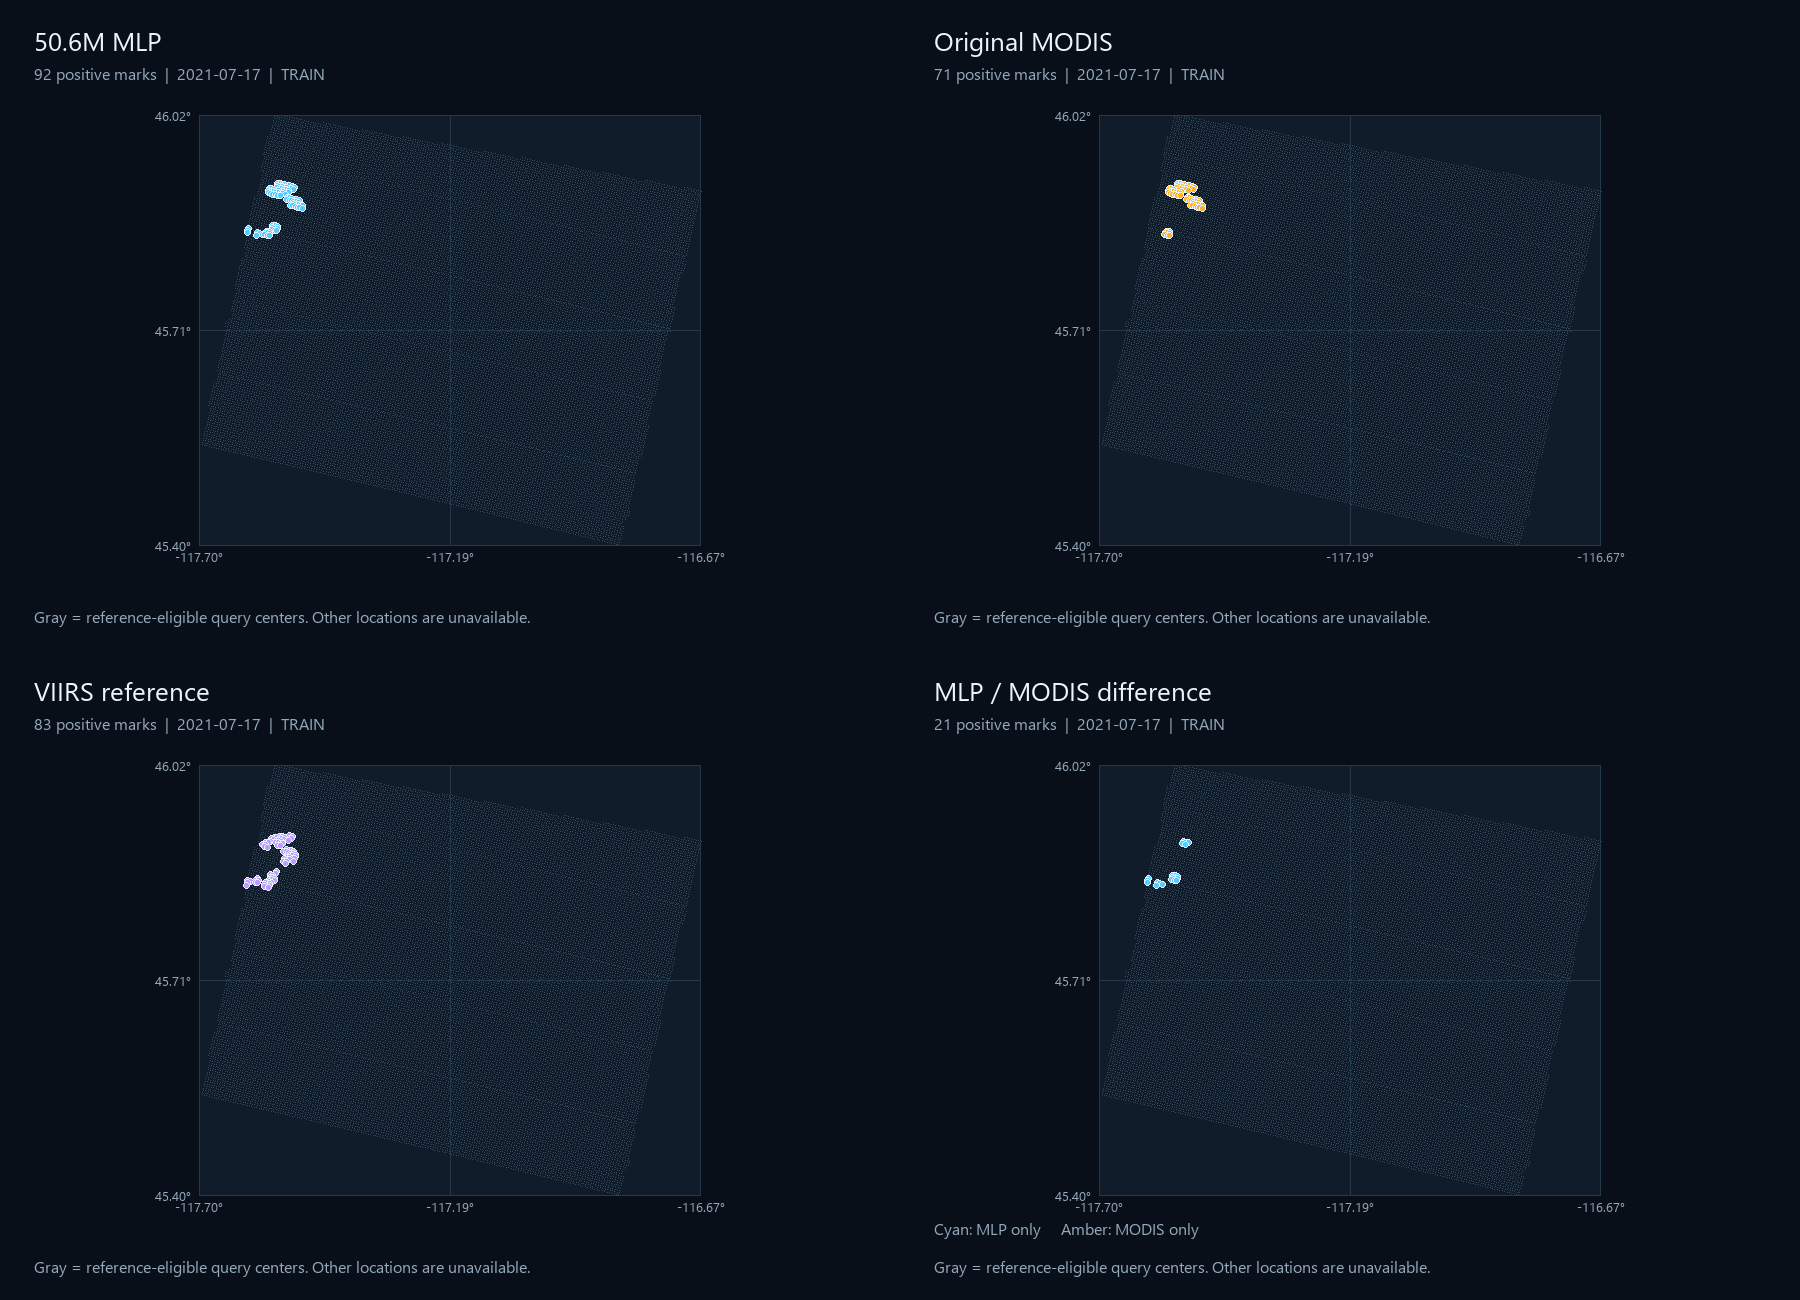 50.6M MLP
92 positive marks | 2021-07-17 | TRAIN
46.02°
45.71°
45.40°
-117.70°
-117.19°
-116.67°
Gray = reference-eligible query centers. Other locations are unavailable.
Original MODIS
71 positive marks | 2021-07-17 | TRAIN
46.02°
45.71°
45.40°
-117.70°
-117.19°
-116.67°
Gray = reference-eligible query centers. Other locations are unavailable.
VIIRS reference
83 positive marks | 2021-07-17 | TRAIN
46.02°
45.71°
45.40°
-117.70°
-117.19°
-116.67°
Gray = reference-eligible query centers. Other locations are unavailable.
MLP / MODIS difference
21 positive marks | 2021-07-17 | TRAIN
46.02°
45.71°
45.40°
-117.70°
-117.19°
-116.67°
Cyan: MLP only Amber: MODIS only
Gray = reference-eligible query centers. Other locations are unavailable.